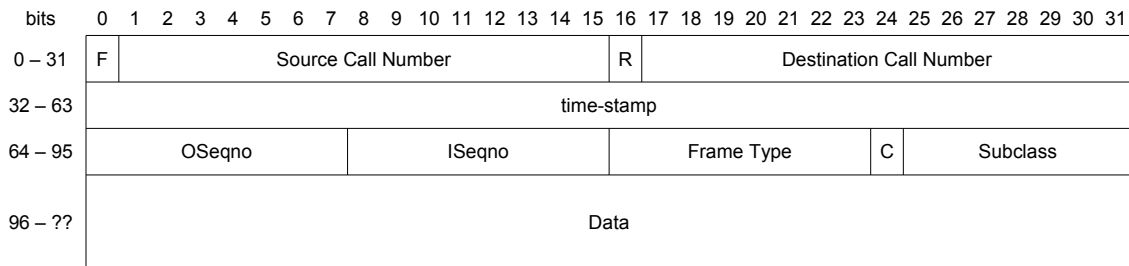 bits 0 1 2 3 4 5 6 7 8 9 10 11 12 13 14 15 16 17 18 19 20 21 22 23 24 25 26 27 28 29 30 31
0 – 31 F Source Call Number R Destination Call Number
32 – 63 time-stamp
64 – 95 OSeqno ISeqno Frame Type C Subclass
96 – ?? Data